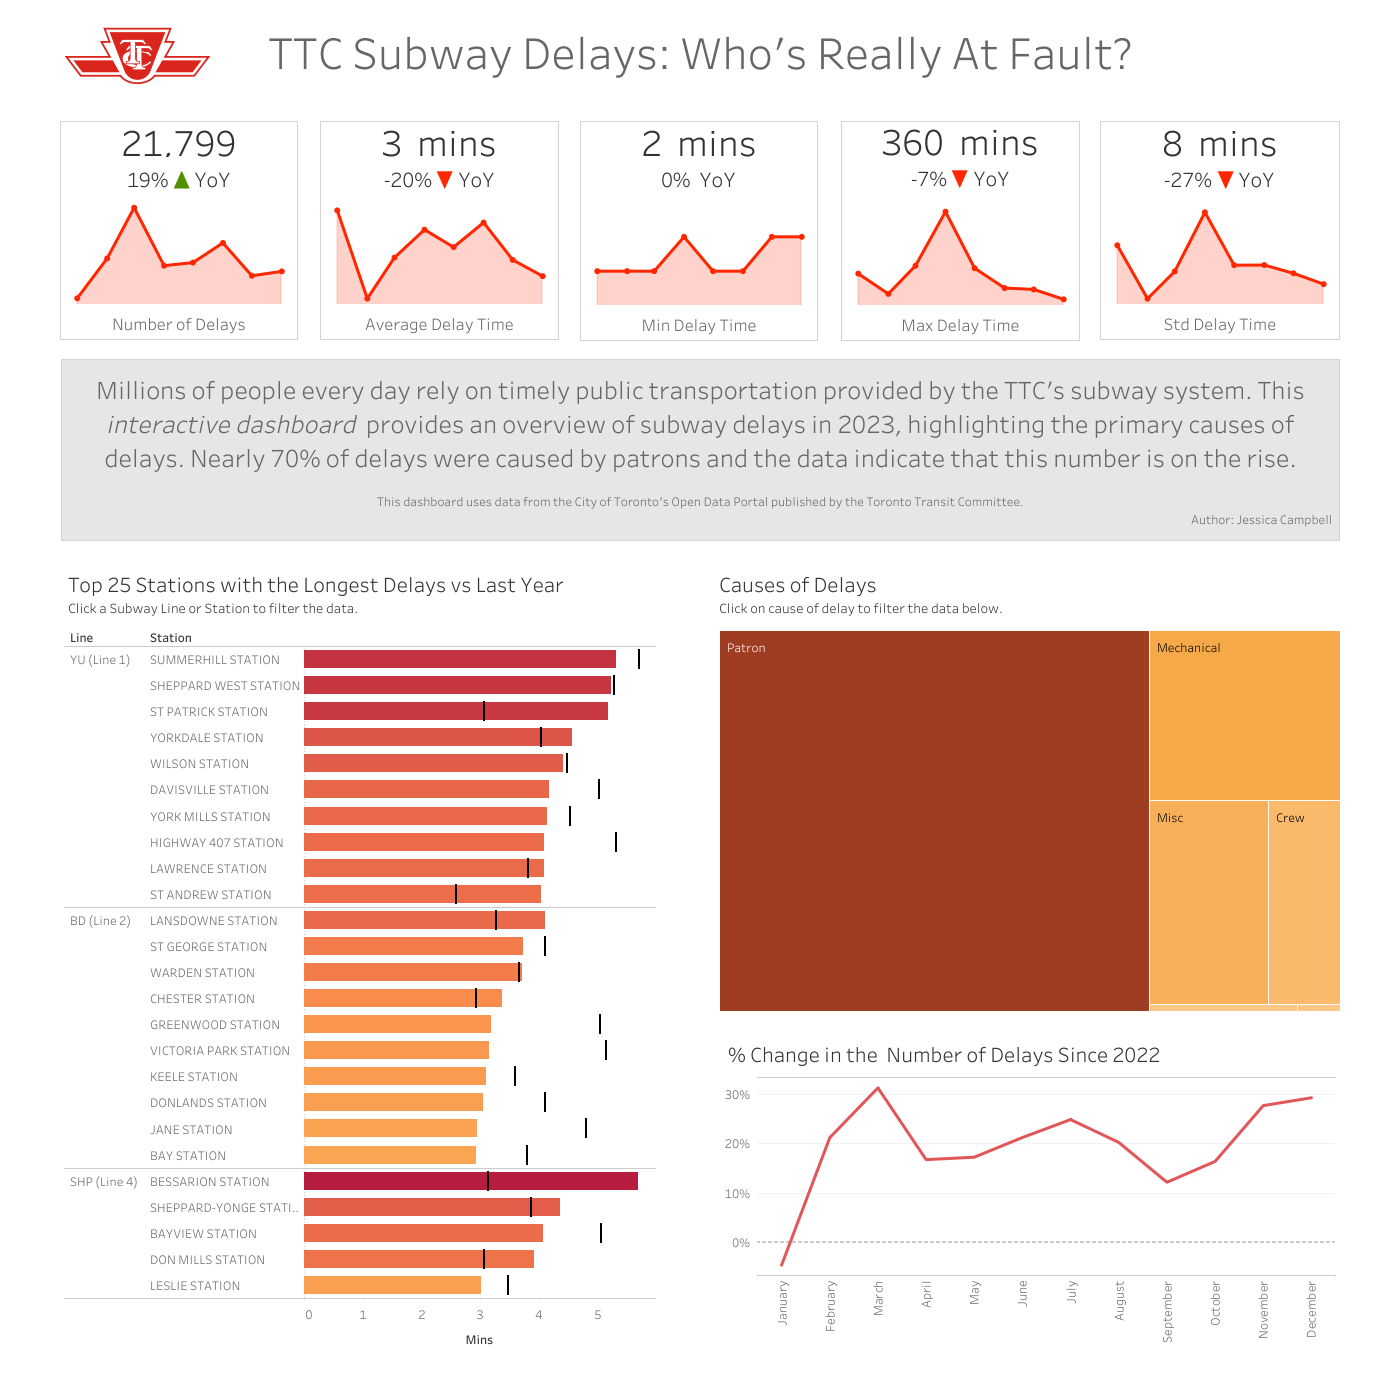 TTC Subway Delays: Who's Really At Fault?
21,799
19% ▲ YoY
Number of Delays
3 mins
-20% ▼ YoY
Average Delay Time
2 mins
0% YoY
Min Delay Time
360 mins
-7% ▼ YoY
Max Delay Time
8 mins
-27% ▼ YoY
Std Delay Time
Millions of people every day rely on timely public transportation provided by the TTC's subway system. This
interactive dashboard provides an overview of subway delays in 2023, highlighting the primary causes of
delays. Nearly 70% of delays were caused by patrons and the data indicate that this number is on the rise.
This dashboard uses data from the City of Toronto's Open Data Portal published by the Toronto Transit Committee.
Author: Jessica Campbell
Top 25 Stations with the Longest Delays vs Last Year
Click a Subway Line or Station to filter the data.
Line Station
YU (Line 1) SUMMERHILL STATION
SHEPPARD WEST STATION
ST PATRICK STATION
YORKDALE STATION
WILSON STATION
DAVISVILLE STATION
YORK MILLS STATION
HIGHWAY 407 STATION
LAWRENCE STATION
ST ANDREW STATION
BD (Line 2) LANSDOWNE STATION
ST GEORGE STATION
WARDEN STATION
CHESTER STATION
GREENWOOD STATION
VICTORIA PARK STATION
KEELE STATION
DONLANDS STATION
JANE STATION
BAY STATION
SHP (Line 4) BESSARION STATION
SHEPPARD-YONGE STATI..
BAYVIEW STATION
DON MILLS STATION
LESLIE STATION
0 1 2 3 4 5
Mins
Causes of Delays
Click on cause of delay to filter the data below.
Patron
Mechanical
Misc
Crew
% Change in the Number of Delays Since 2022
30%
20%
10%
0%
January
February
March
April
May
June
July
August
September
October
November
December